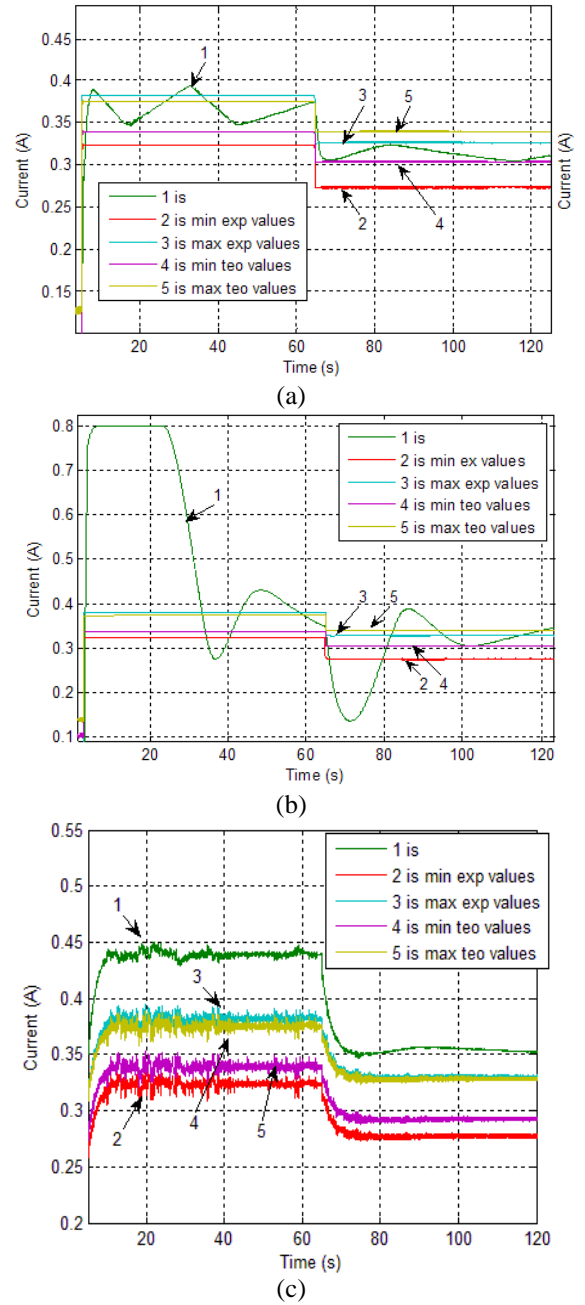 0.45
0.4
0.35
0.3
0.25
0.2
0.15
Current (A)
Current (A)
1
3
5
2
4
1 is
2 is min exp values
3 is max exp values
4 is min teo values
5 is max teo values
0
20
40
60
80
100
120
Time (s)
(a)
0.8
0.7
0.6
0.5
0.4
0.3
0.2
0.1
Current (A)
1
3
5
2
4
1 is
2 is min ex values
3 is max exp values
4 is min teo values
5 is max teo values
20
40
60
80
100
120
Time (s)
(b)
0.55
0.5
0.45
0.4
0.35
0.3
0.25
0.2
Current (A)
1
3
2
4
5
1 is
2 is min exp values
3 is max exp values
4 is min teo values
5 is max teo values
20
40
60
80
100
120
Time (s)
(c)